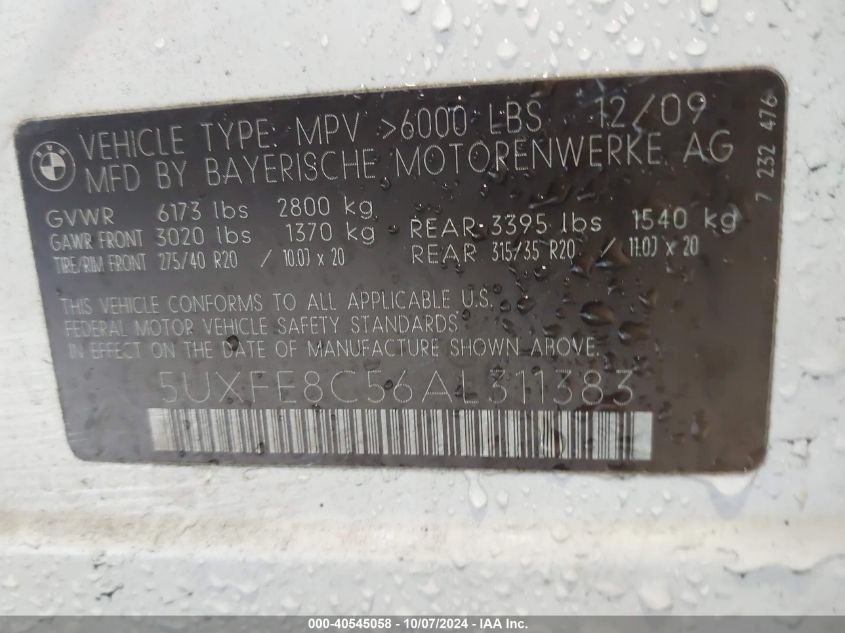 BMW
VEHICLE TYPE: MPV >6000 LBS 12/09
MFD BY BAYERISCHE MOTORENWERKE AG
7 232 476
GVWR 6173 lbs 2800 kg
GAWR FRONT 3020 lbs 1370 kg REAR 3395 lbs 1540 kg
TIRE/RIM FRONT 275/40 R20 / 10.0J x 20 REAR 315/35 R20 / 11.0J x 20
THIS VEHICLE CONFORMS TO ALL APPLICABLE U.S.
FEDERAL MOTOR VEHICLE SAFETY STANDARDS
IN EFFECT ON THE DATE OF MANUFACTURE SHOWN ABOVE.
5UXFE8C56AL311383
000-40545058 - 10/07/2024 - IAA Inc.